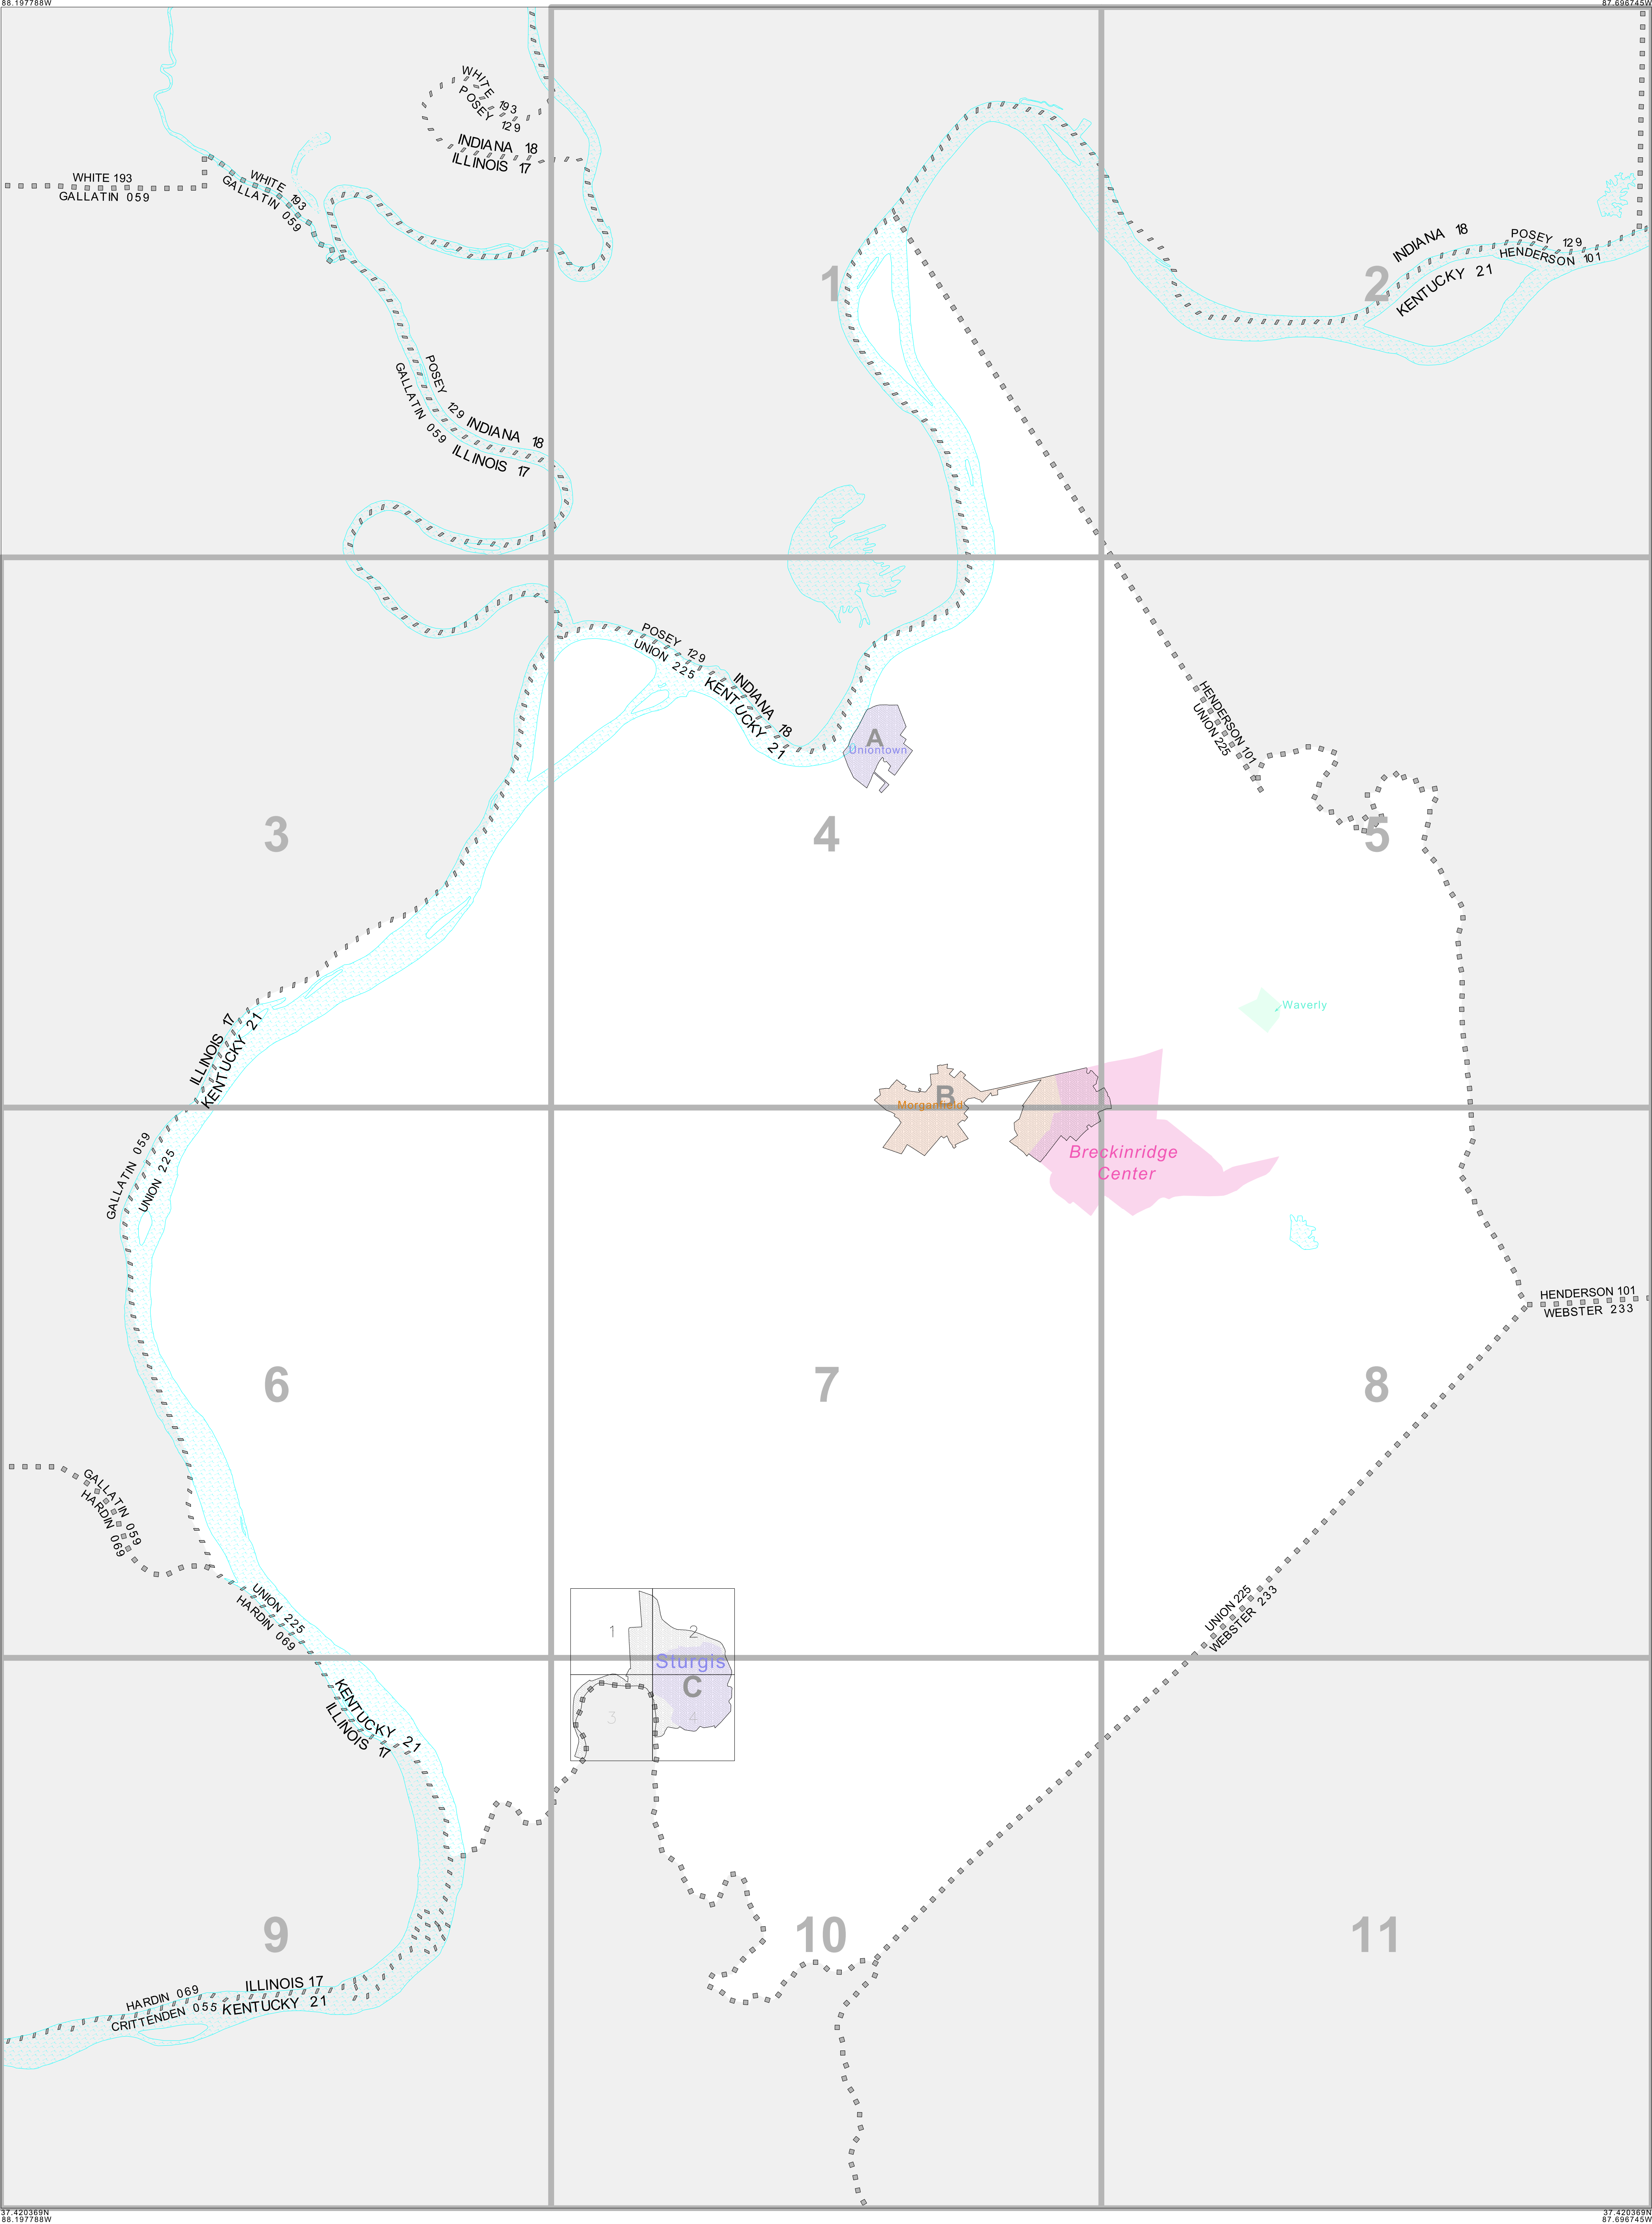 88.197788W
87.696745W
WHITE 193
POSEY 129
INDIANA 18
ILLINOIS 17
WHITE 193
GALLATIN 059
WHITE 193
GALLATIN 059
1
INDIANA 18
KENTUCKY 21
POSEY 129
HENDERSON 101
2
POSEY 129
GALLATIN 059
INDIANA 18
ILLINOIS 17
POSEY 129
UNION 225
INDIANA 18
KENTUCKY 21
HENDERSON 101
UNION 225
A
Uniontown
3
4
5
Waverly
ILLINOIS 17
KENTUCKY 21
B
Morganfield
GALLATIN 059
UNION 225
Breckinridge
Center
HENDERSON 101
WEBSTER 233
6
7
8
GALLATIN 059
HARDIN 069
UNION 225
HARDIN 069
UNION 225
WEBSTER 233
1
2
Sturgis
C
3
4
KENTUCKY 21
ILLINOIS 17
9
10
11
HARDIN 069
CRITTENDEN 055
ILLINOIS 17
KENTUCKY 21
37.420369N
88.197788W
37.420369N
87.696745W